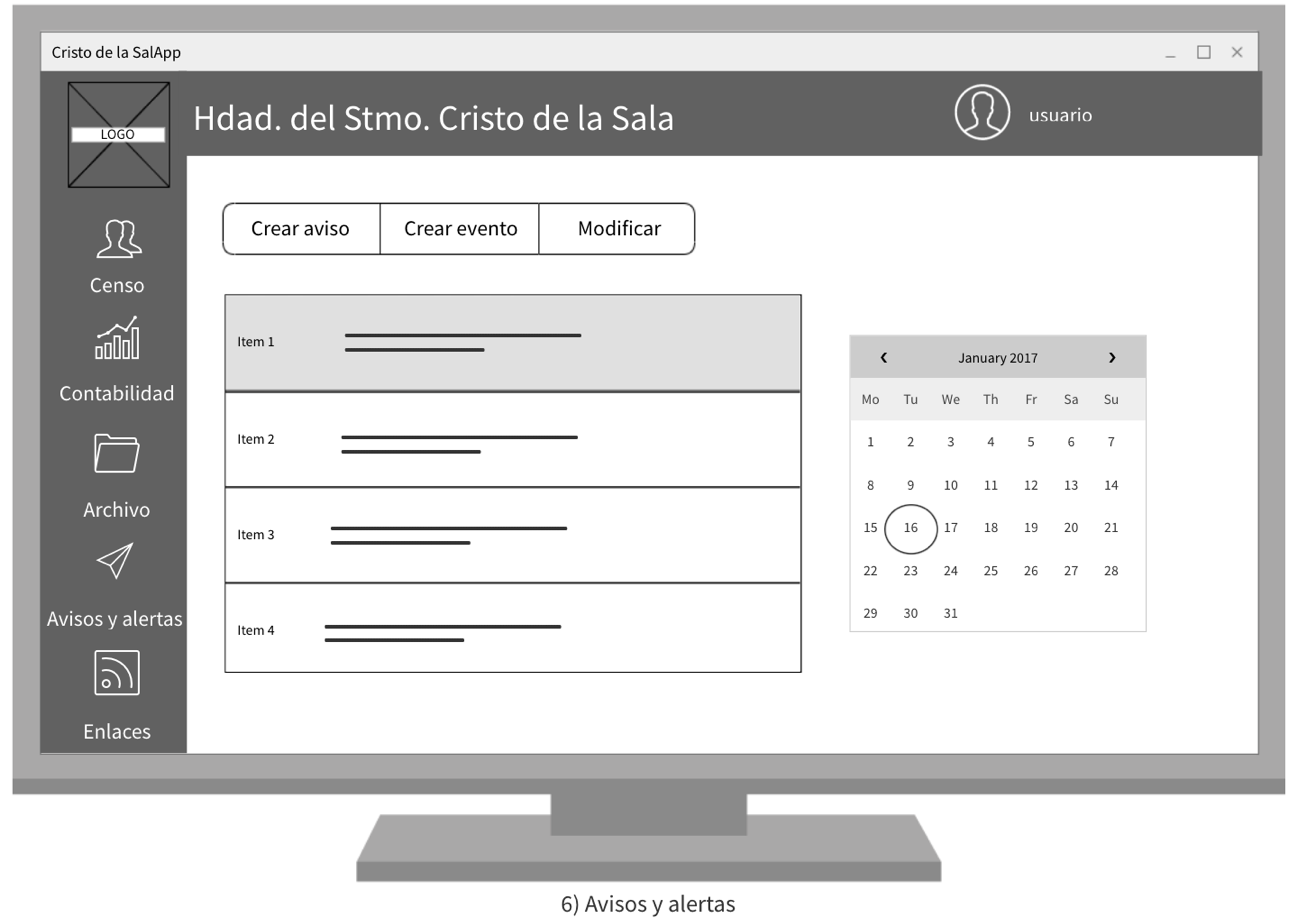 Cristo de la SalApp
LOGO
Hdad. del Stmo. Cristo de la Sala
usuario
Censo
Contabilidad
Archivo
Avisos y alertas
Enlaces
Crear aviso Crear evento Modificar
Item 1
Item 2
Item 3
Item 4
January 2017
Mo Tu We Th Fr Sa Su
1 2 3 4 5 6 7
8 9 10 11 12 13 14
15 16 17 18 19 20 21
22 23 24 25 26 27 28
29 30 31
6) Avisos y alertas